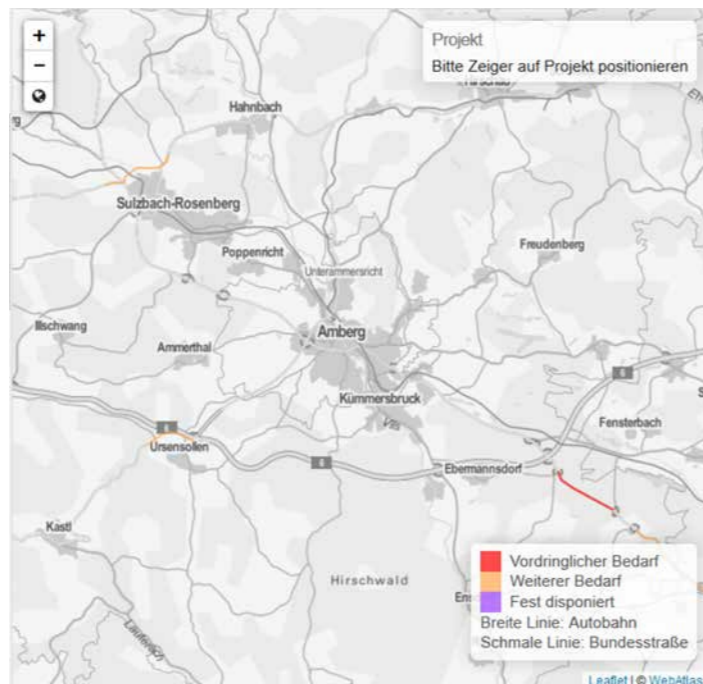 +
−
Projekt
Bitte Zeiger auf Projekt positionieren
Hahnbach
Sulzbach-Rosenberg
Poppenricht
Freudenberg
Unterammersricht
Illschwang
Amberg
Ammerthal
Kümmersbruck
6
6
Fensterbach
Ursensollen
6
Ebermannsdorf
Kastl
Hirschwald
Vordringlicher Bedarf
Weiterer Bedarf
Fest disponiert
Breite Linie: Autobahn
Schmale Linie: Bundesstraße
Leaflet | © WebAtlas